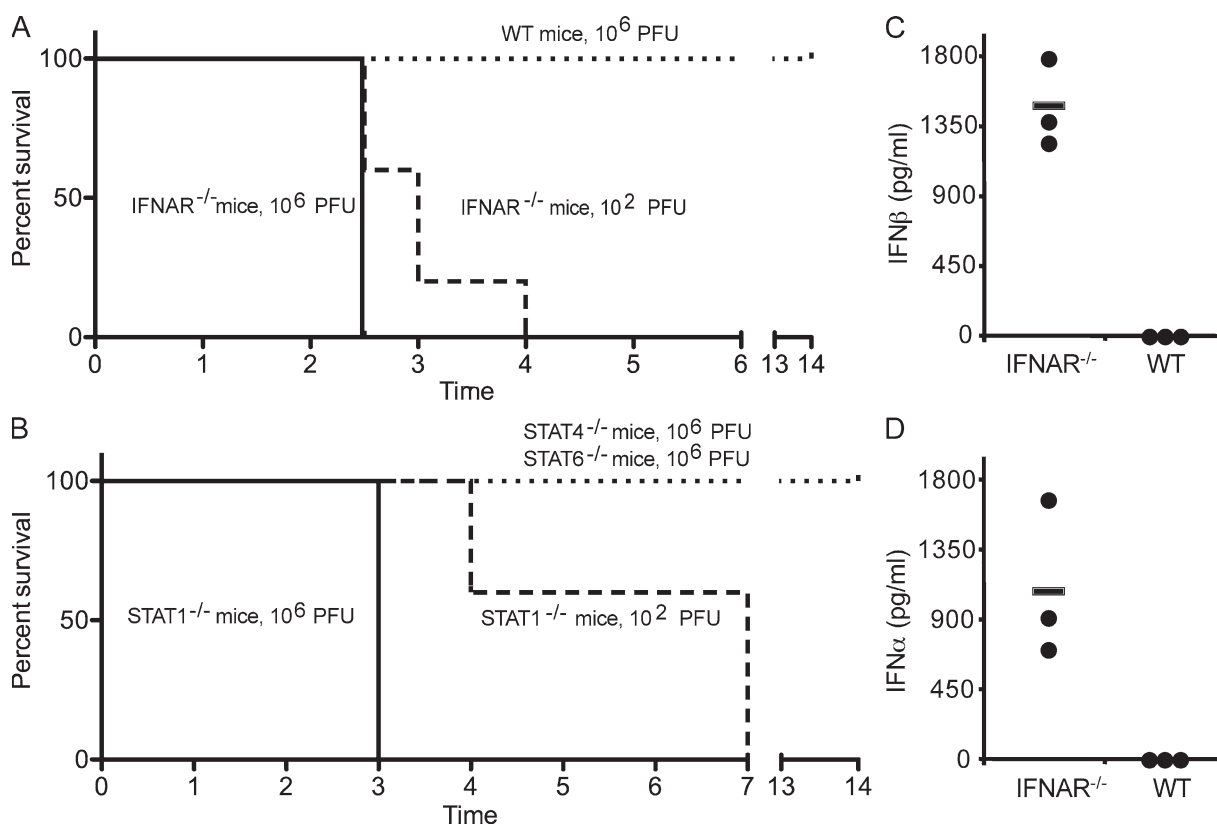 A
WT mice, 10⁶ PFU
100
50
0
Percent survival
IFNAR⁻/⁻ mice, 10⁶ PFU
IFNAR⁻/⁻ mice, 10² PFU
0 1 2 3 4 5 6 13 14
Time
B
STAT4⁻/⁻ mice, 10⁶ PFU
STAT6⁻/⁻ mice, 10⁶ PFU
100
50
0
Percent survival
STAT1⁻/⁻ mice, 10⁶ PFU
STAT1⁻/⁻ mice, 10² PFU
0 1 2 3 4 5 6 7 13 14
Time
C
1800
1350
900
450
0
IFNβ (pg/ml)
IFNAR⁻/⁻ WT
D
1800
1350
900
450
0
IFNα (pg/ml)
IFNAR⁻/⁻ WT